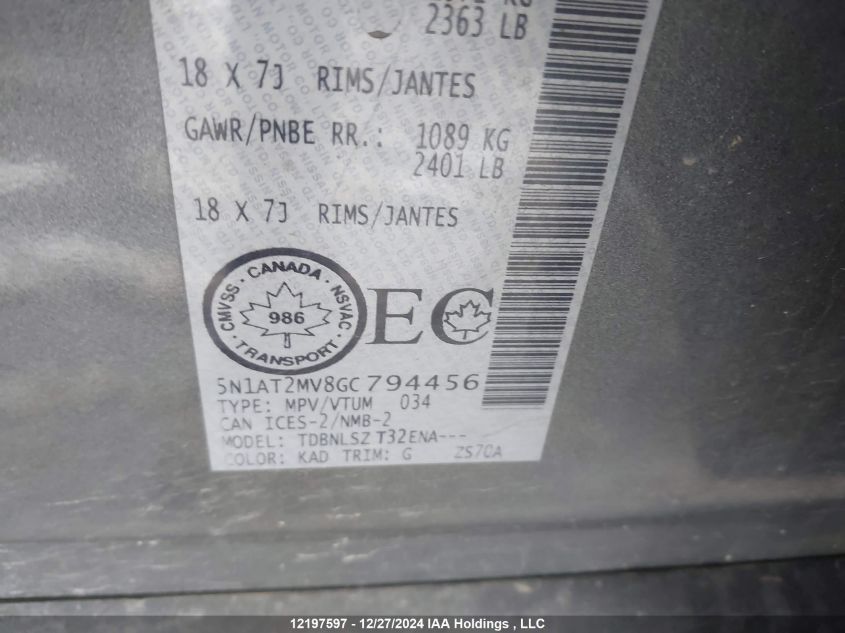 2363 LB
18 X 7J RIMS/JANTES
GAWR/PNBE RR.: 1089 KG
2401 LB
18 X 7J RIMS/JANTES
CANADA
CMVSS · NSVAC
986
TRANSPORT
EC
5N1AT2MV8GC794456
TYPE: MPV/VTUM 034
CAN ICES-2/NMB-2
MODEL: TDBNLSZ T32ENA---
COLOR: KAD TRIM: G ZS70A
12197597 - 12/27/2024 IAA Holdings , LLC